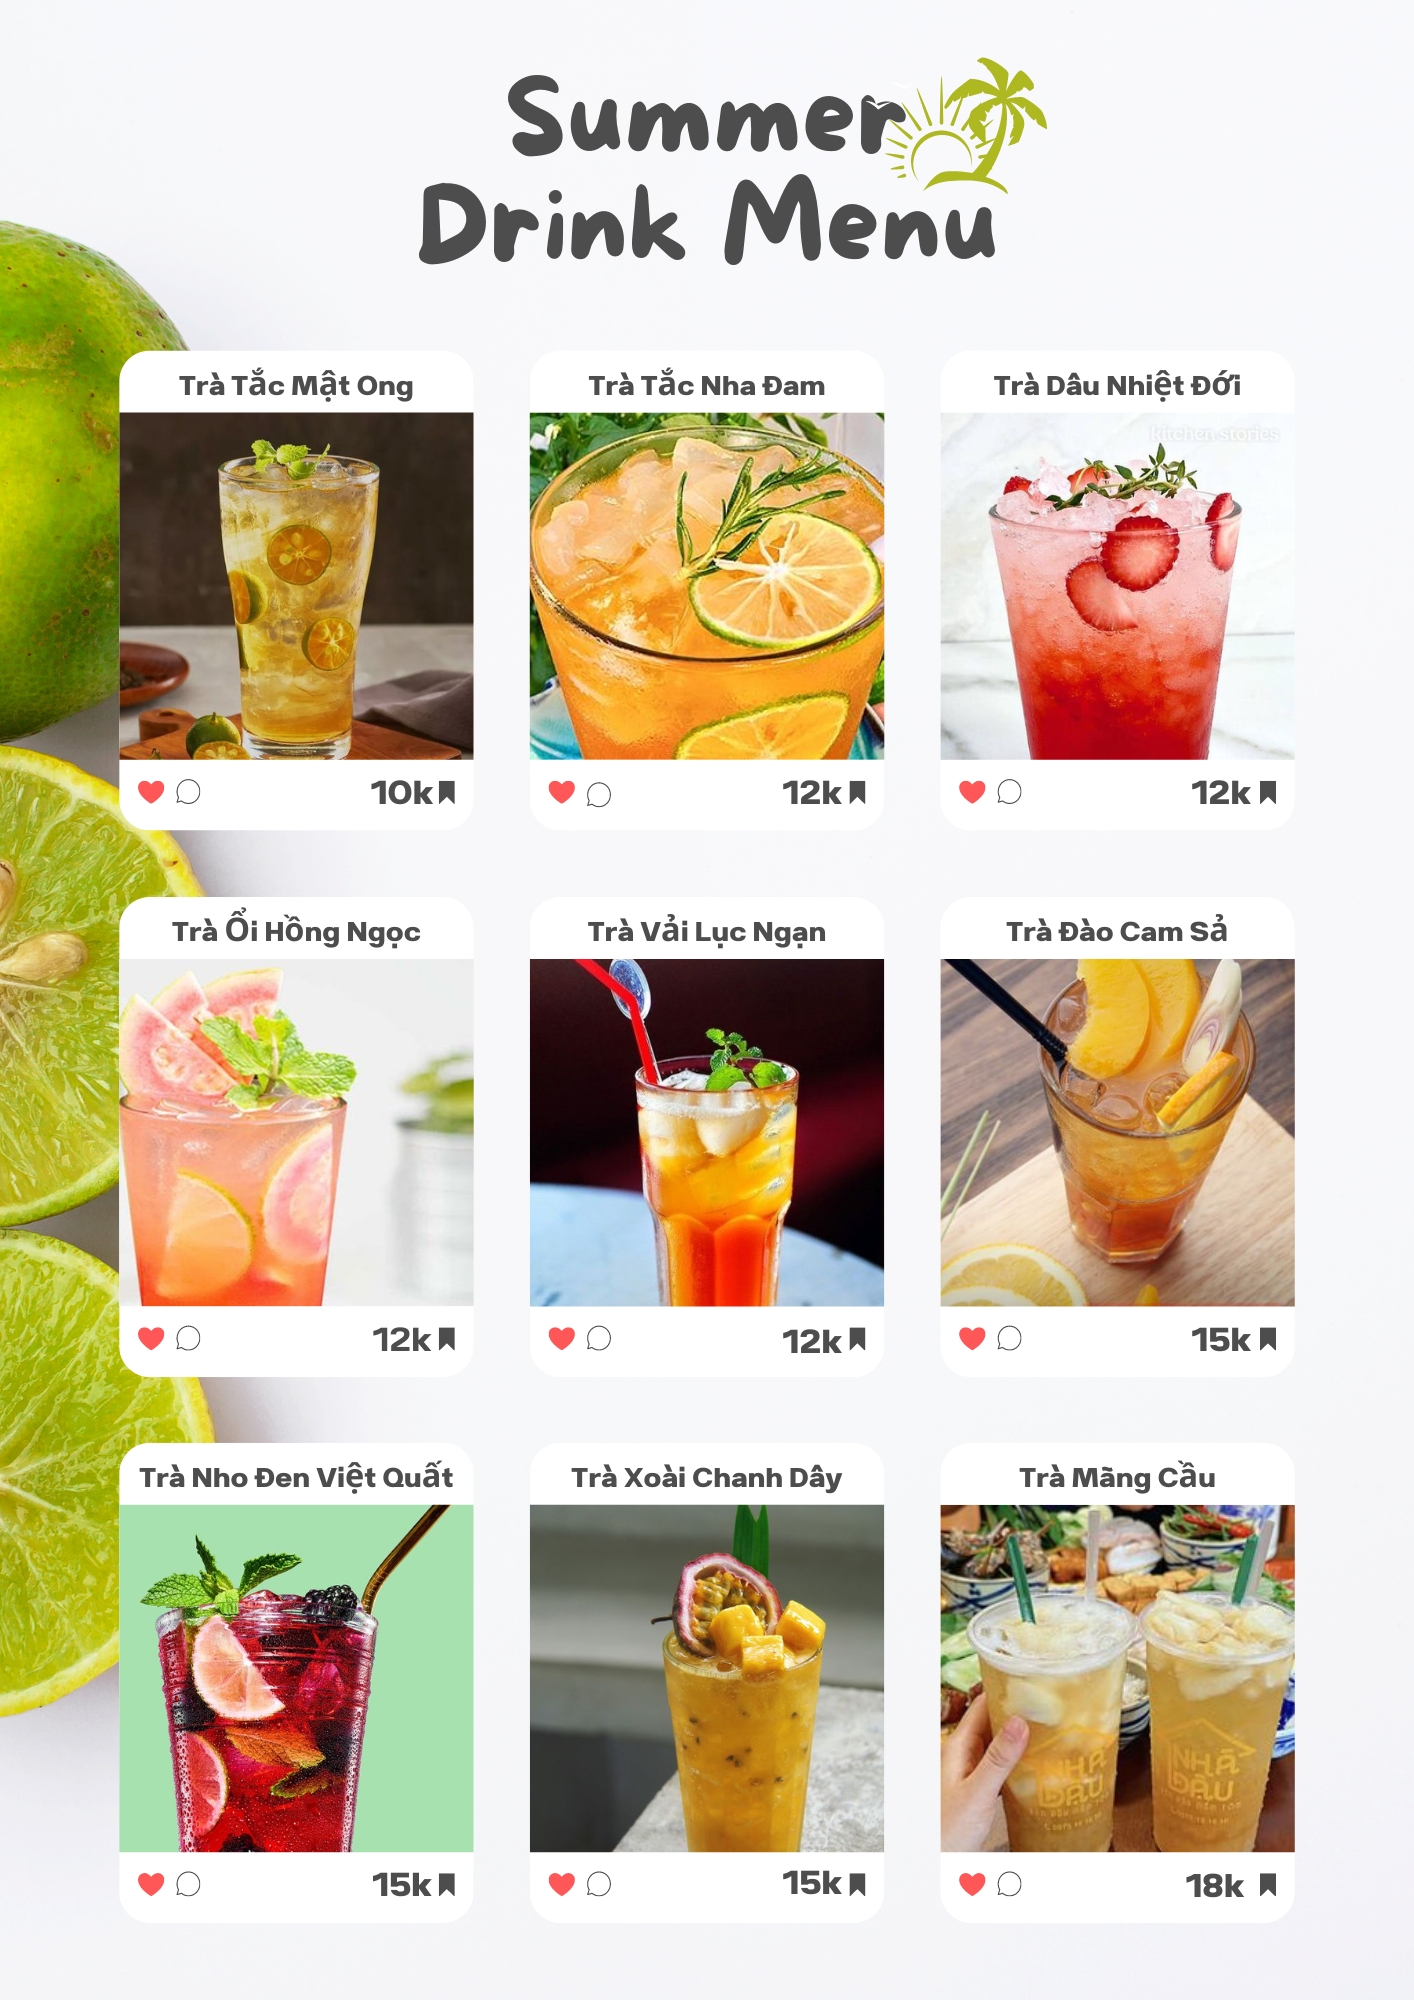 Summer
Drink Menu
Trà Tắc Mật Ong
10k
Trà Tắc Nha Đam
12k
Trà Dâu Nhiệt Đới
kitchen stories
12k
Trà Ổi Hồng Ngọc
12k
Trà Vải Lục Ngạn
12k
Trà Đào Cam Sả
15k
Trà Nho Đen Việt Quất
15k
Trà Xoài Chanh Dây
15k
Trà Mãng Cầu
NHÀ
ĐẬU
NHÀ
ĐẬU
18k